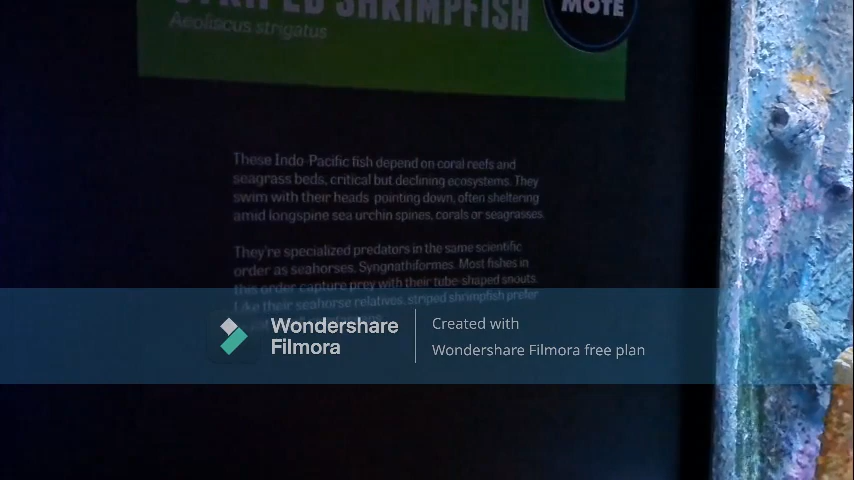 SHRIMPFISH
MOTE
Aeoliscus strigatus
These Indo-Pacific fish depend on coral reefs and
seagrass beds, critical but declining ecosystems. They
swim with their heads pointing down, often sheltering
amid longspine sea urchin spines, corals or seagrasses.
They're specialized predators in the same scientific
order as seahorses, Syngnathiformes. Most fishes in
this order capture prey with their tube-shaped snouts.
Like their seahorse relatives, striped shrimpfish prefer
Wondershare
Filmora
Created with
Wondershare Filmora free plan